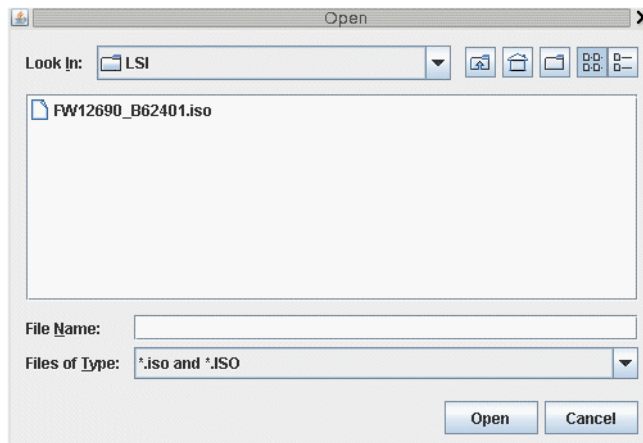 Open
Look In: LSI
FW12690_B62401.iso
File Name:
Files of Type: *.iso and *.ISO
Open Cancel